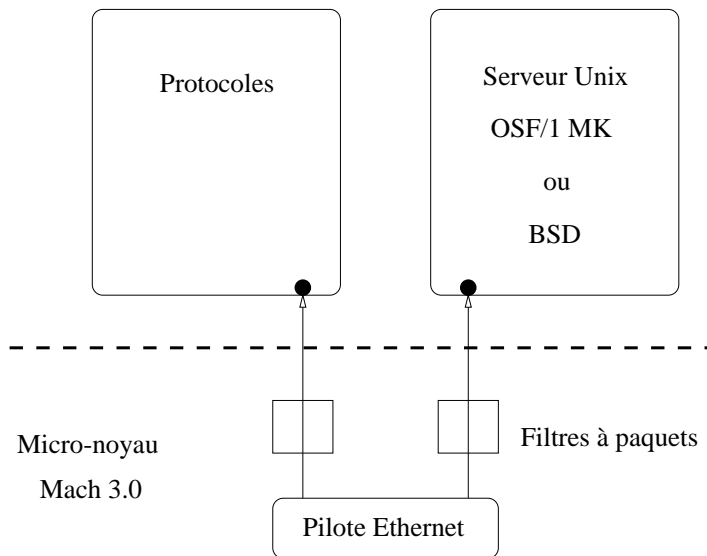 Protocoles
Serveur Unix
OSF/1 MK
ou
BSD
Micro-noyau
Mach 3.0
Filtres à paquets
Pilote Ethernet